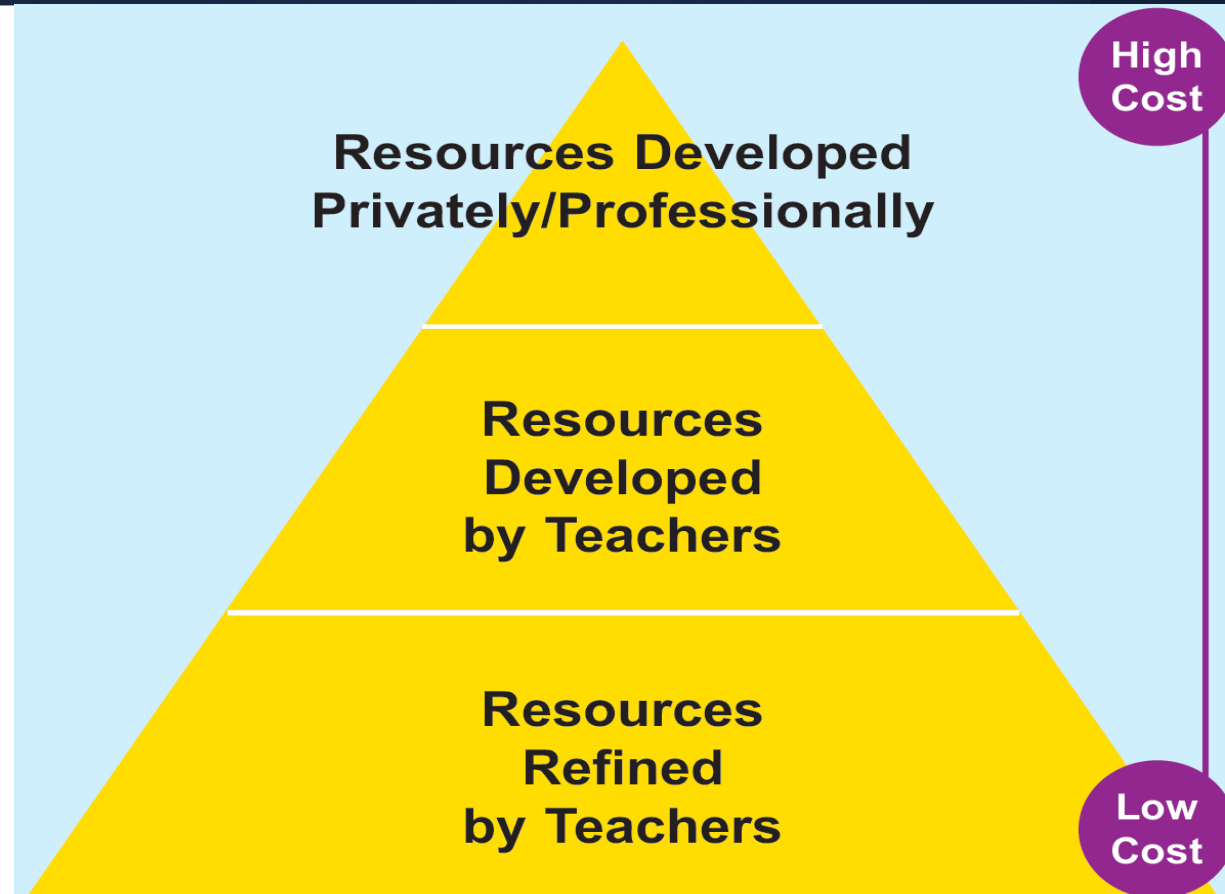 High
Cost
Resources Developed
Privately/Professionally
Resources
Developed
by Teachers
Resources
Refined
by Teachers
Low
Cost